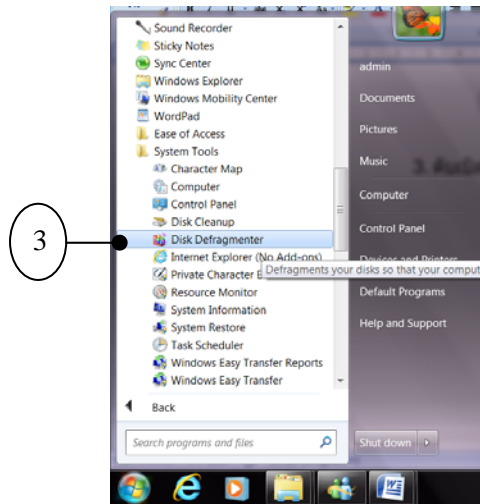 Sound Recorder
Sticky Notes
Sync Center
Windows Explorer
Windows Mobility Center
WordPad
Ease of Access
System Tools
Character Map
Computer
Control Panel
Disk Cleanup
Disk Defragmenter
Internet Explorer (No Add-ons)
Private Character
Defragments your disks so that your comput
Resource Monitor
System Information
System Restore
Task Scheduler
Windows Easy Transfer Reports
Windows Easy Transfer
Back
Search programs and files
admin
Documents
Pictures
Music
Computer
Control Panel
Devices and Printers
Default Programs
Help and Support
Shut down
3